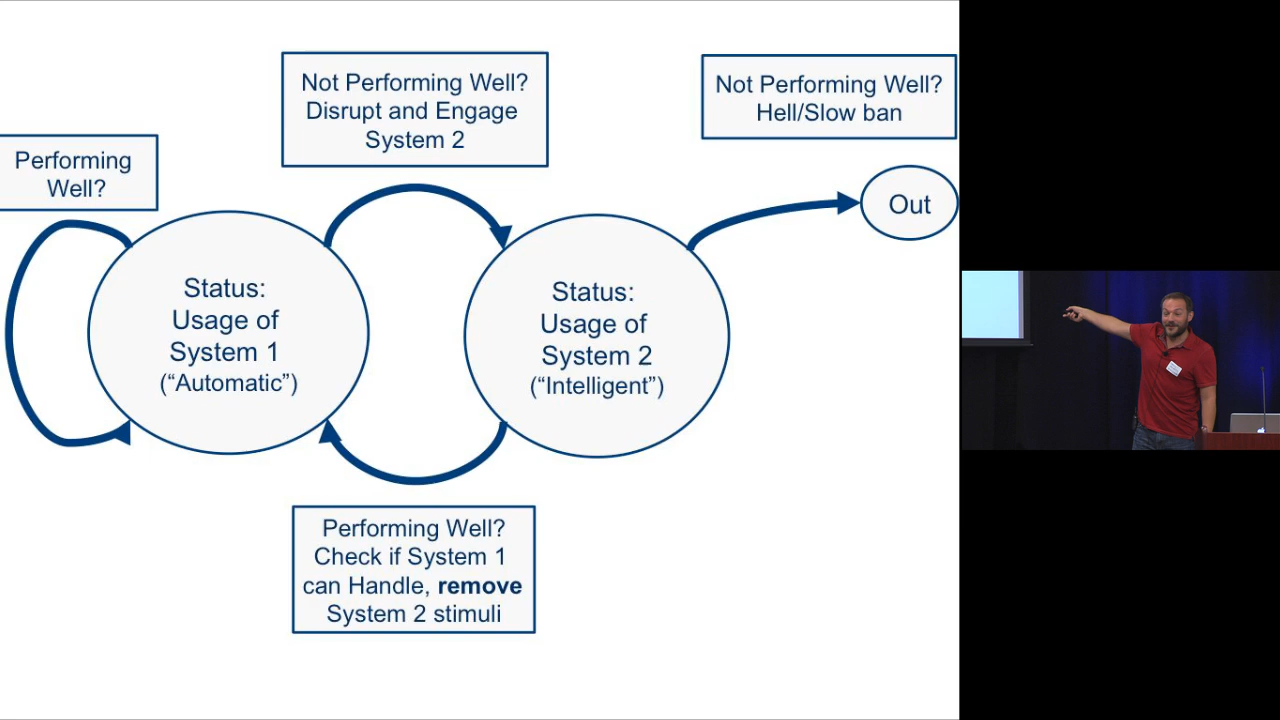 Not Performing Well?
Disrupt and Engage
System 2
Not Performing Well?
Hell/Slow ban
Performing
Well?
Out
Status:
Usage of
System 1
(“Automatic”)
Status:
Usage of
System 2
(“Intelligent”)
Performing Well?
Check if System 1
can Handle, remove
System 2 stimuli